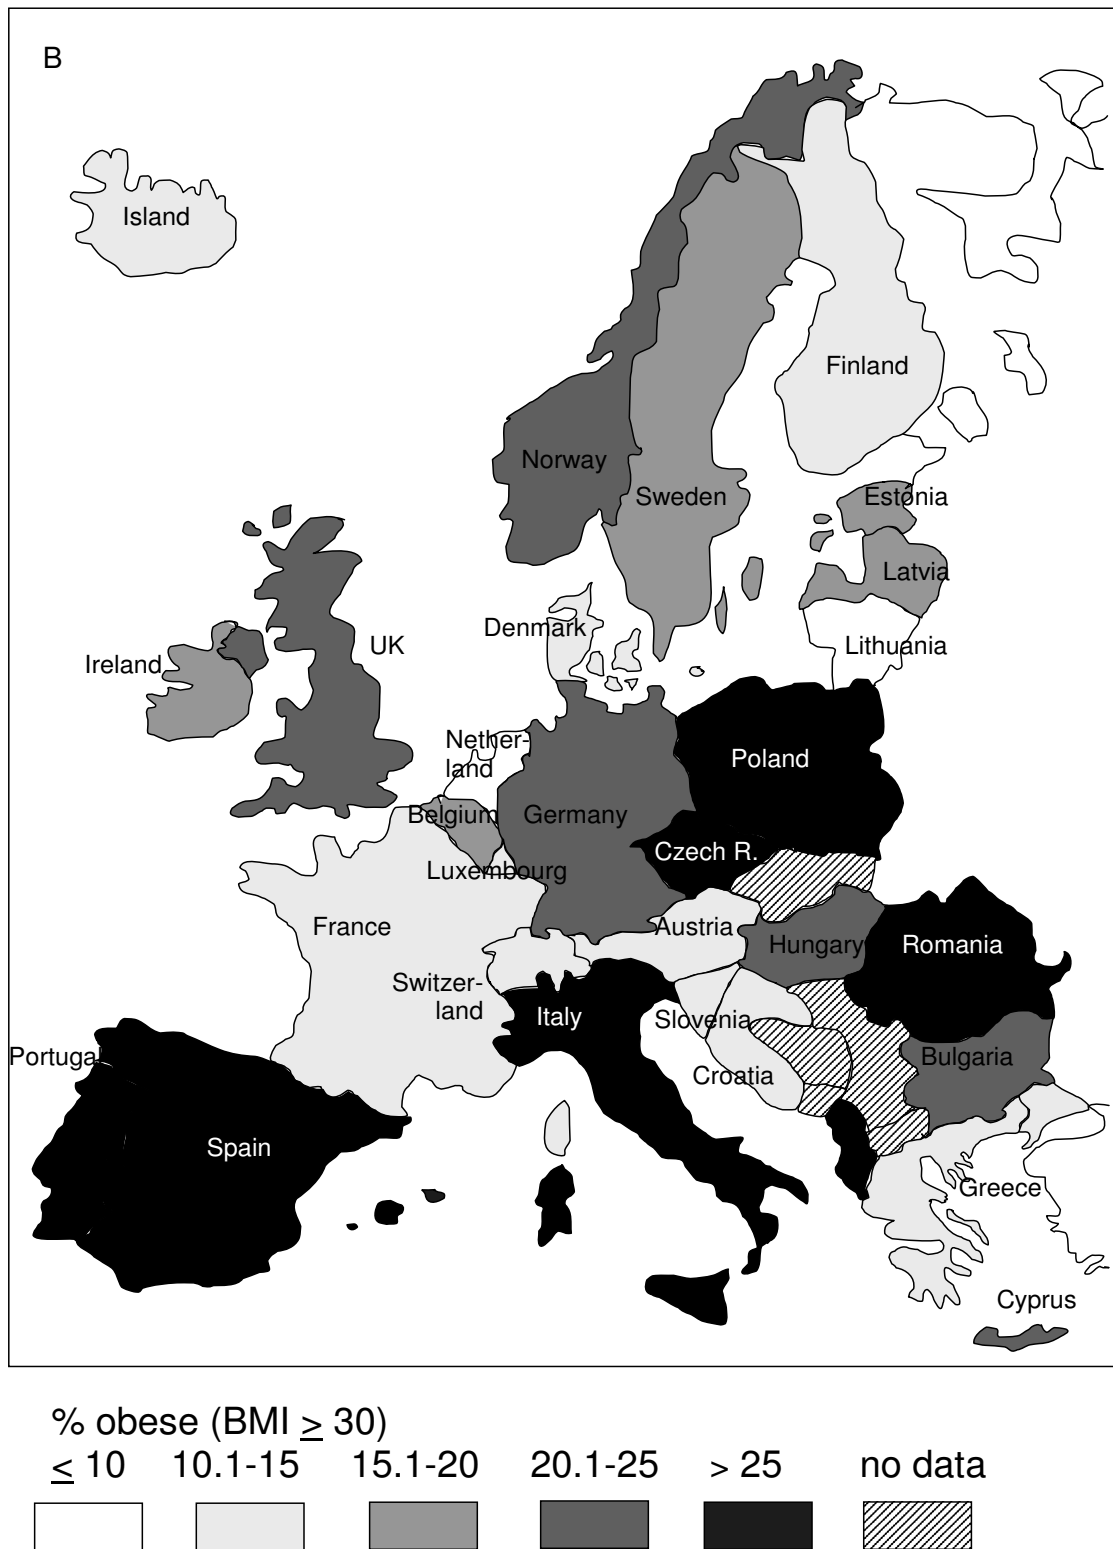 B
Island
Finland
Norway
Sweden
Estónia
Latvia
Denmark
Lithuania
UK
Ireland
Nether-
land
Poland
Belgium
Germany
Czech R.
Luxembourg
France
Austria
Hungary
Romania
Switzer-
land
Italy
Slovenia
Portugal
Bulgaria
Croatia
Spain
Greece
Cyprus
% obese (BMI ≥ 30)
≤ 10 10.1-15 15.1-20 20.1-25 > 25 no data